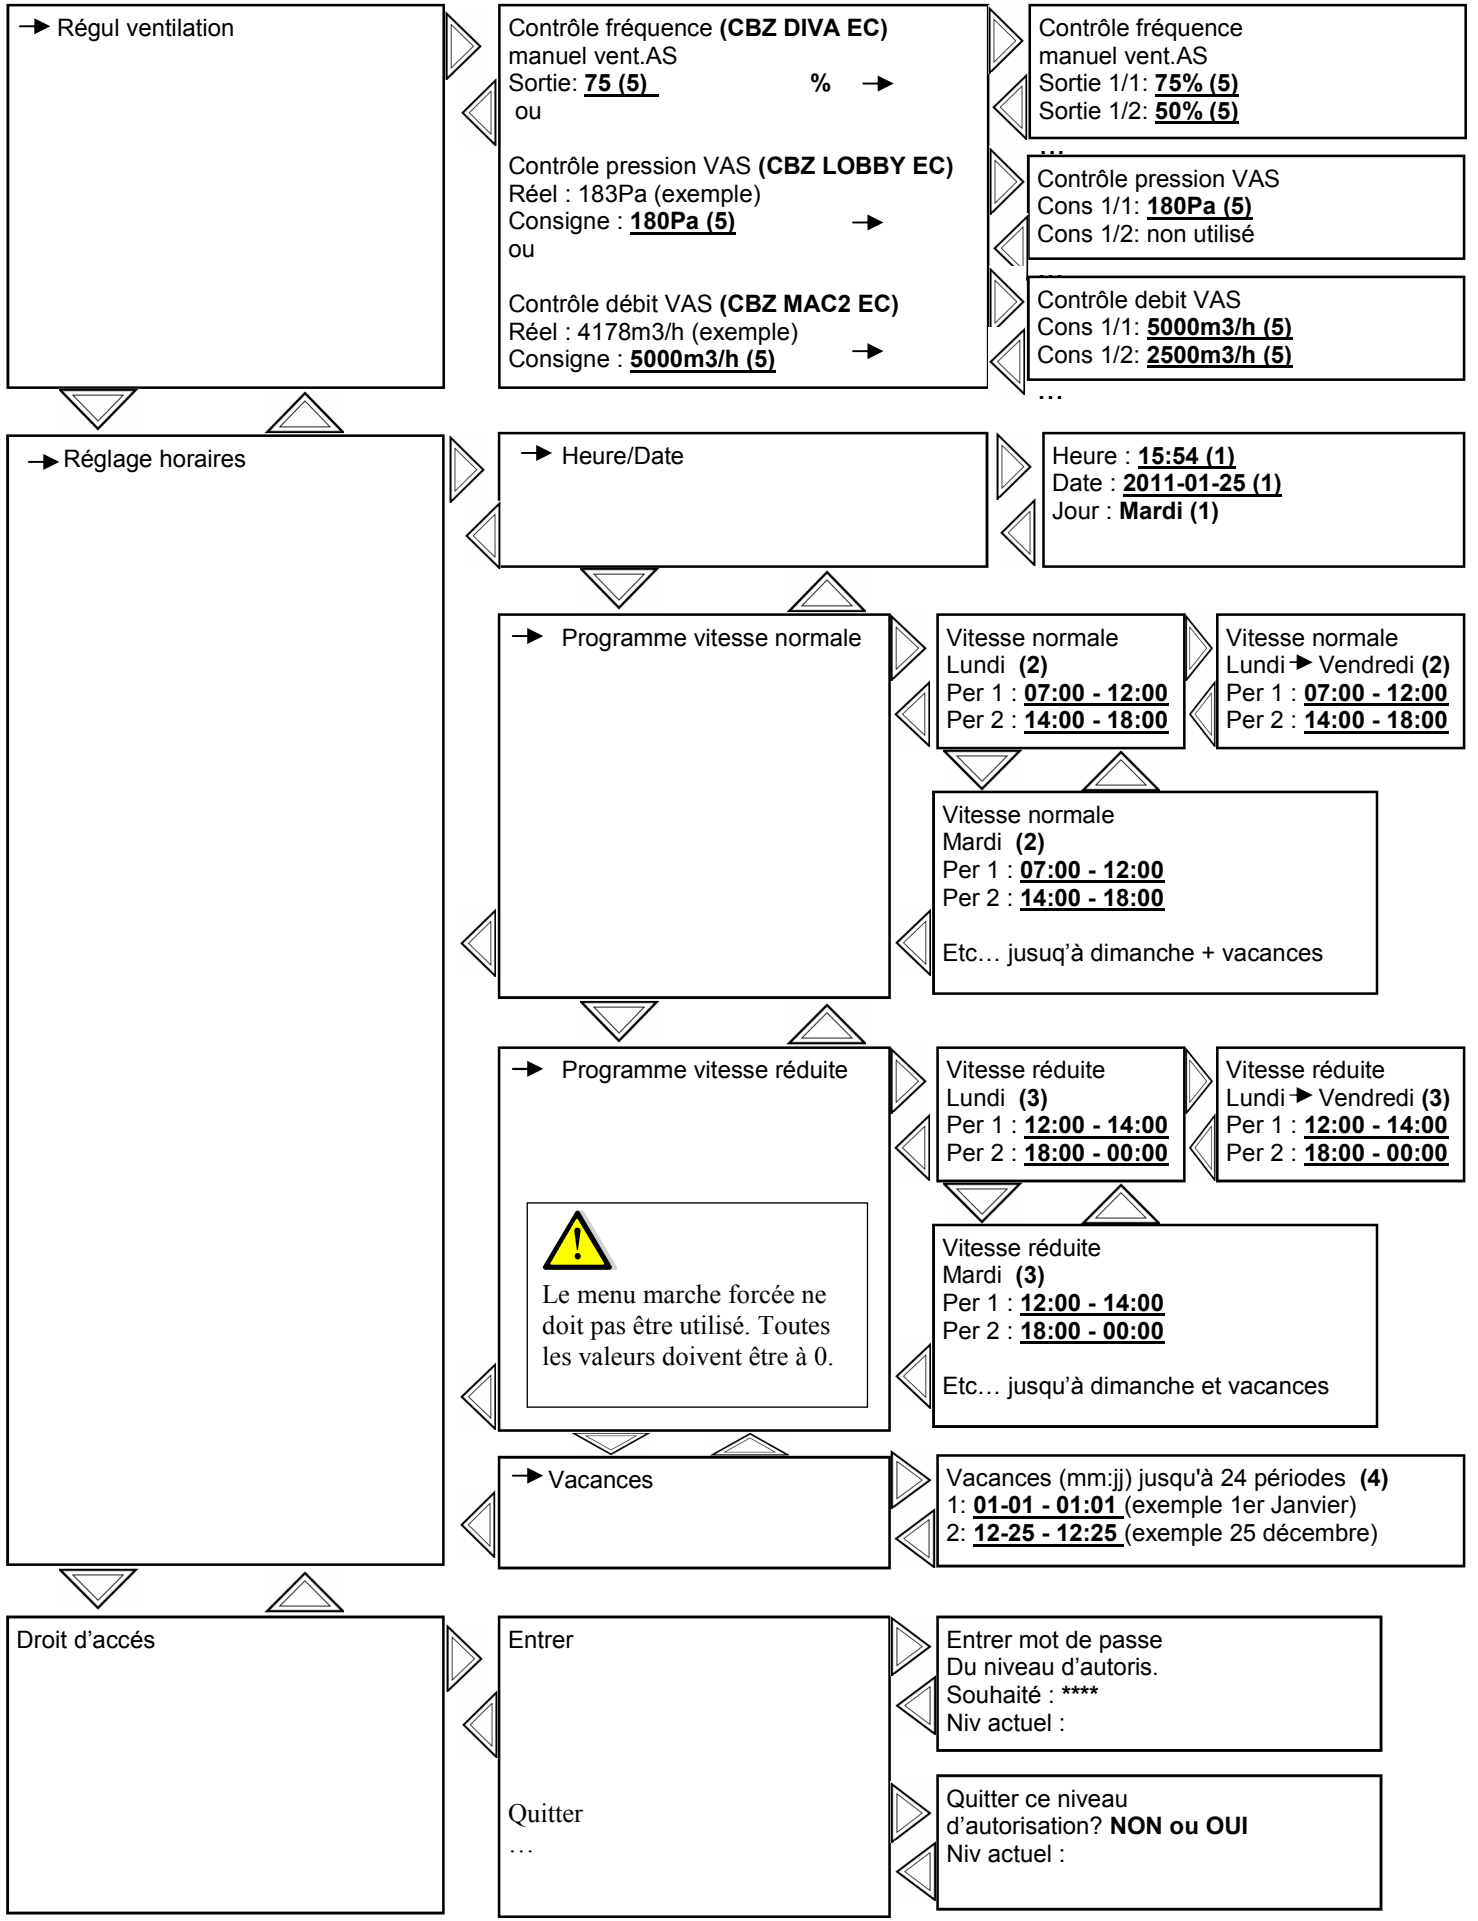 → Régul ventilation
Contrôle fréquence (CBZ DIVA EC)
manuel vent.AS
Sortie: 75 (5) % →
ou
Contrôle pression VAS (CBZ LOBBY EC)
Réel : 183Pa (exemple)
Consigne : 180Pa (5) →
ou
Contrôle débit VAS (CBZ MAC2 EC)
Réel : 4178m3/h (exemple)
Consigne : 5000m3/h (5) →
Contrôle fréquence
manuel vent.AS
Sortie 1/1: 75% (5)
Sortie 1/2: 50% (5)
…
Contrôle pression VAS
Cons 1/1: 180Pa (5)
Cons 1/2: non utilisé
…
Contrôle debit VAS
Cons 1/1: 5000m3/h (5)
Cons 1/2: 2500m3/h (5)
…
→ Réglage horaires
→ Heure/Date
Heure : 15:54 (1)
Date : 2011-01-25 (1)
Jour : Mardi (1)
→ Programme vitesse normale
Vitesse normale
Lundi (2)
Per 1 : 07:00 - 12:00
Per 2 : 14:00 - 18:00
Vitesse normale
Lundi → Vendredi (2)
Per 1 : 07:00 - 12:00
Per 2 : 14:00 - 18:00
Vitesse normale
Mardi (2)
Per 1 : 07:00 - 12:00
Per 2 : 14:00 - 18:00
Etc… jusuq'à dimanche + vacances
→ Programme vitesse réduite
Le menu marche forcée ne
doit pas être utilisé. Toutes
les valeurs doivent être à 0.
Vitesse réduite
Lundi (3)
Per 1 : 12:00 - 14:00
Per 2 : 18:00 - 00:00
Vitesse réduite
Lundi → Vendredi (3)
Per 1 : 12:00 - 14:00
Per 2 : 18:00 - 00:00
Vitesse réduite
Mardi (3)
Per 1 : 12:00 - 14:00
Per 2 : 18:00 - 00:00
Etc… jusqu'à dimanche et vacances
→ Vacances
Vacances (mm:jj) jusqu'à 24 périodes (4)
1: 01-01 - 01:01 (exemple 1er Janvier)
2: 12-25 - 12:25 (exemple 25 décembre)
Droit d'accés
Entrer
Quitter
…
Entrer mot de passe
Du niveau d'autoris.
Souhaité : ****
Niv actuel :
Quitter ce niveau
d'autorisation? NON ou OUI
Niv actuel :